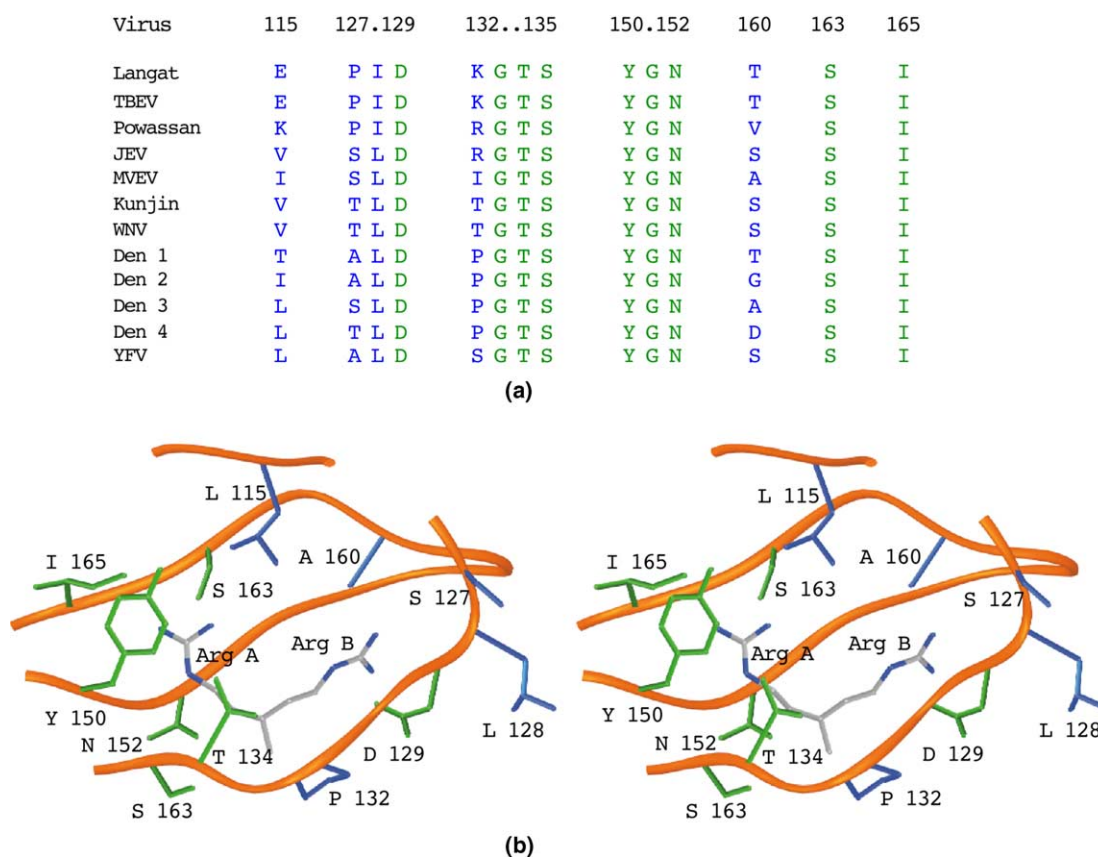 Virus 115 127.129 132..135 150.152 160 163 165
Langat E P I D K G T S Y G N T S I
TBEV E P I D K G T S Y G N T S I
Powassan K P I D R G T S Y G N V S I
JEV V S L D R G T S Y G N S S I
MVEV I S L D I G T S Y G N A S I
Kunjin V T L D T G T S Y G N S S I
WNV V T L D T G T S Y G N S S I
Den 1 T A L D P G T S Y G N T S I
Den 2 I A L D P G T S Y G N G S I
Den 3 L S L D P G T S Y G N A S I
Den 4 L T L D P G T S Y G N D S I
YFV L A L D S G T S Y G N S S I
(a)
L 115
I 165
A 160
S 163
S 127
Arg B
Arg A
Y 150
N 152
T 134
D 129
L 128
S 163
P 132
L 115
I 165
A 160
S 163
S 127
Arg B
Arg A
Y 150
N 152
T 134
D 129
L 128
S 163
P 132
(b)